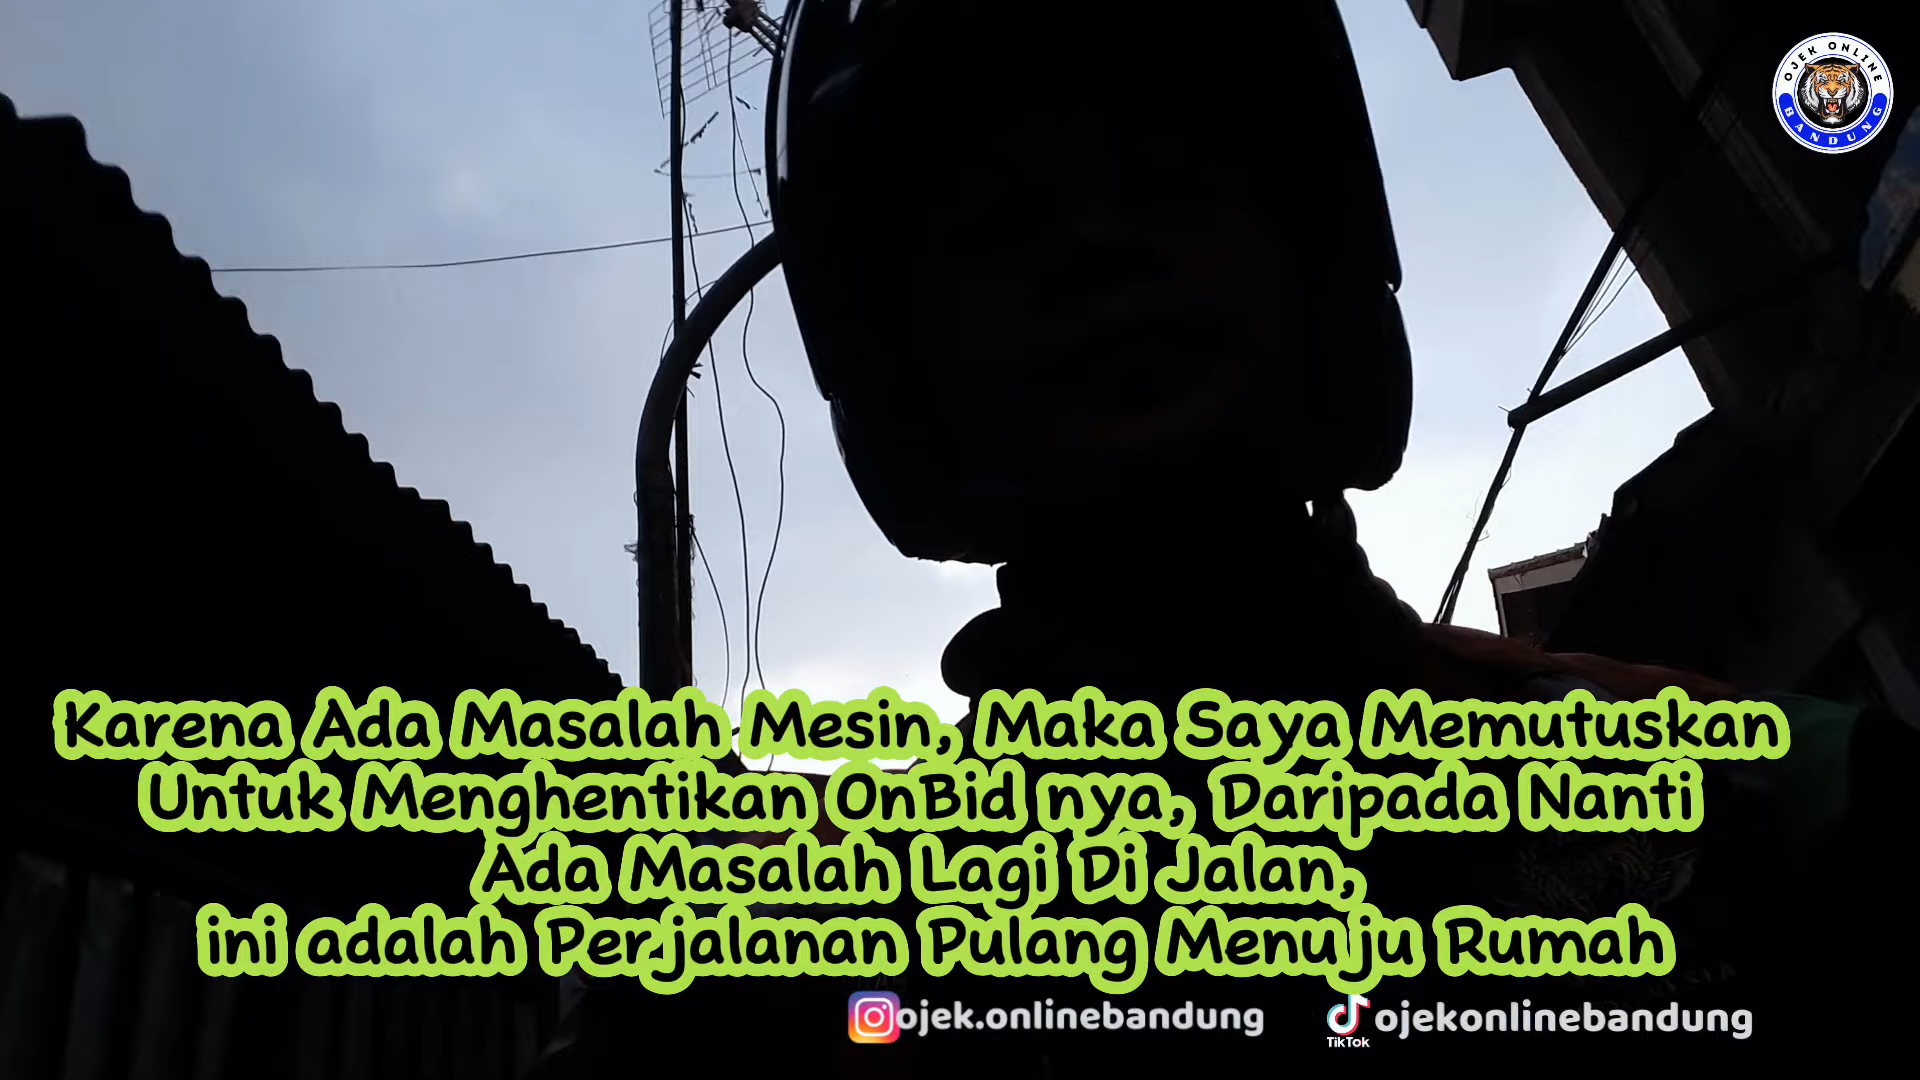 OJEK ONLINE
BANDUNG
Karena Ada Masalah Mesin, Maka Saya Memutuskan
Untuk Menghentikan OnBid nya, Daripada Nanti
Ada Masalah Lagi Di Jalan,
ini adalah Perjalanan Pulang Menuju Rumah
ojek.onlinebandung
TikTok ojekonlinebandung